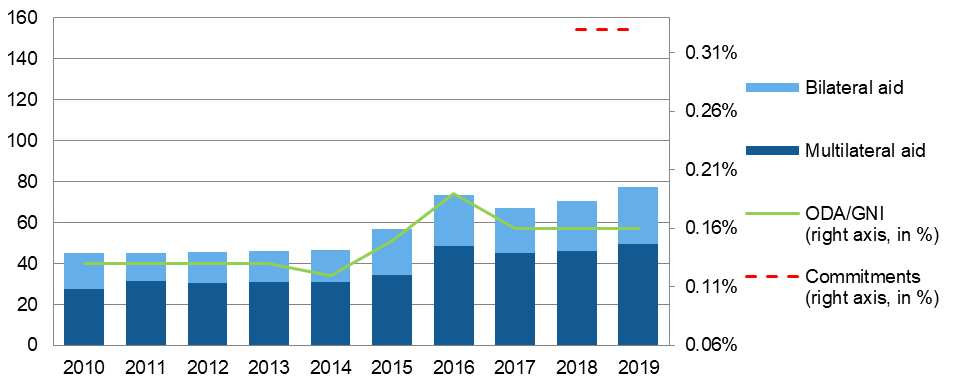 160
140
120
100
80
60
40
20
0
0.31%
0.26%
0.21%
0.16%
0.11%
0.06%
2010 2011 2012 2013 2014 2015 2016 2017 2018 2019
Bilateral aid
Multilateral aid
ODA/GNI
(right axis, in %)
Commitments
(right axis, in %)